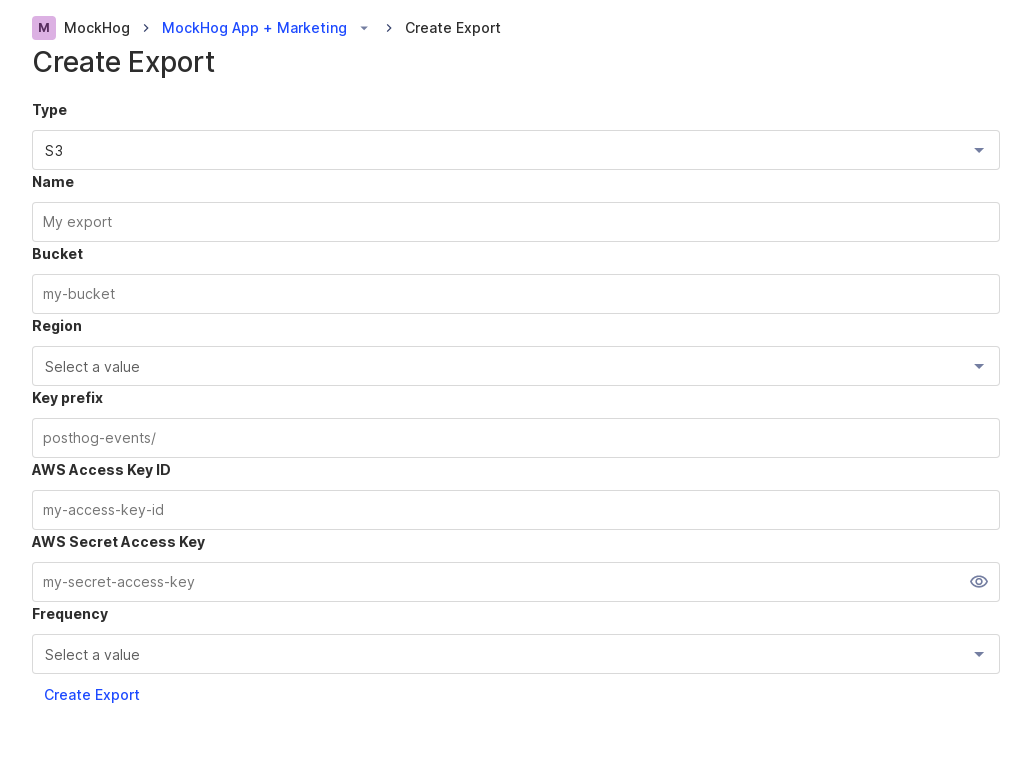 M MockHog MockHog App + Marketing Create Export
Create Export
Type
S3
Name
My export
Bucket
my-bucket
Region
Select a value
Key prefix
posthog-events/
AWS Access Key ID
my-access-key-id
AWS Secret Access Key
my-secret-access-key
Frequency
Select a value
Create Export